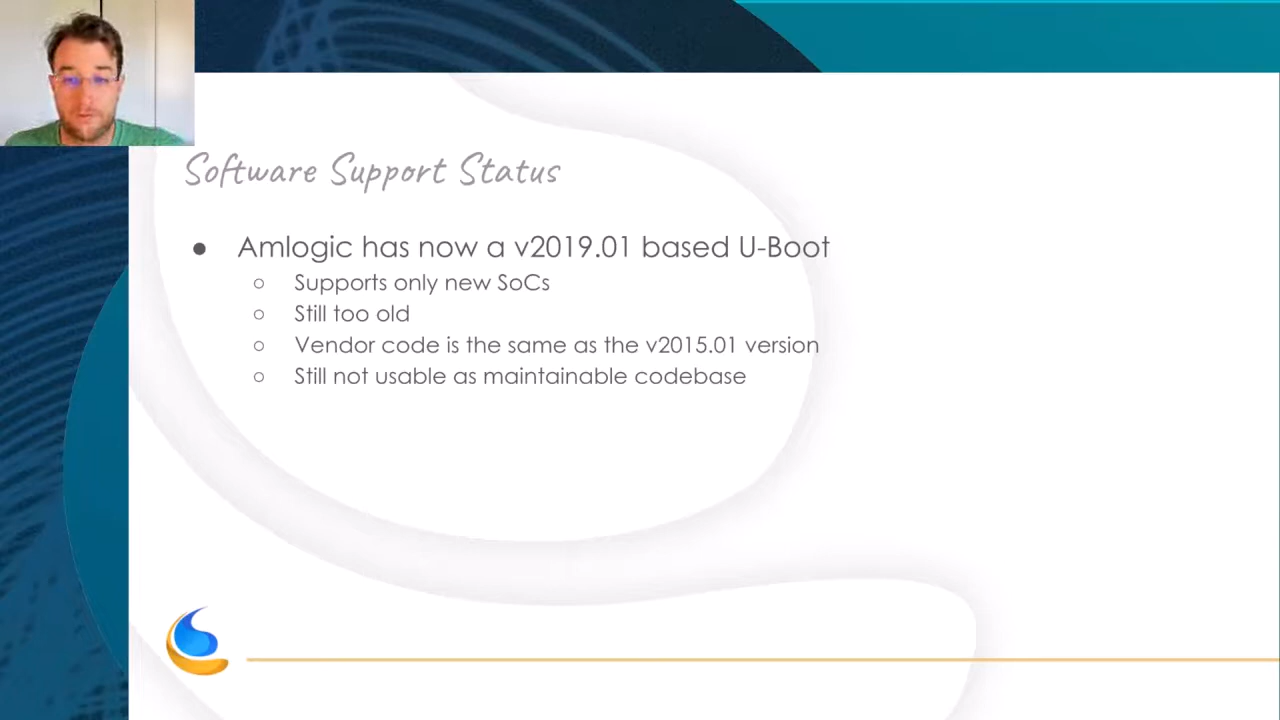 Software Support Status
● Amlogic has now a v2019.01 based U-Boot
○ Supports only new SoCs
○ Still too old
○ Vendor code is the same as the v2015.01 version
○ Still not usable as maintainable codebase